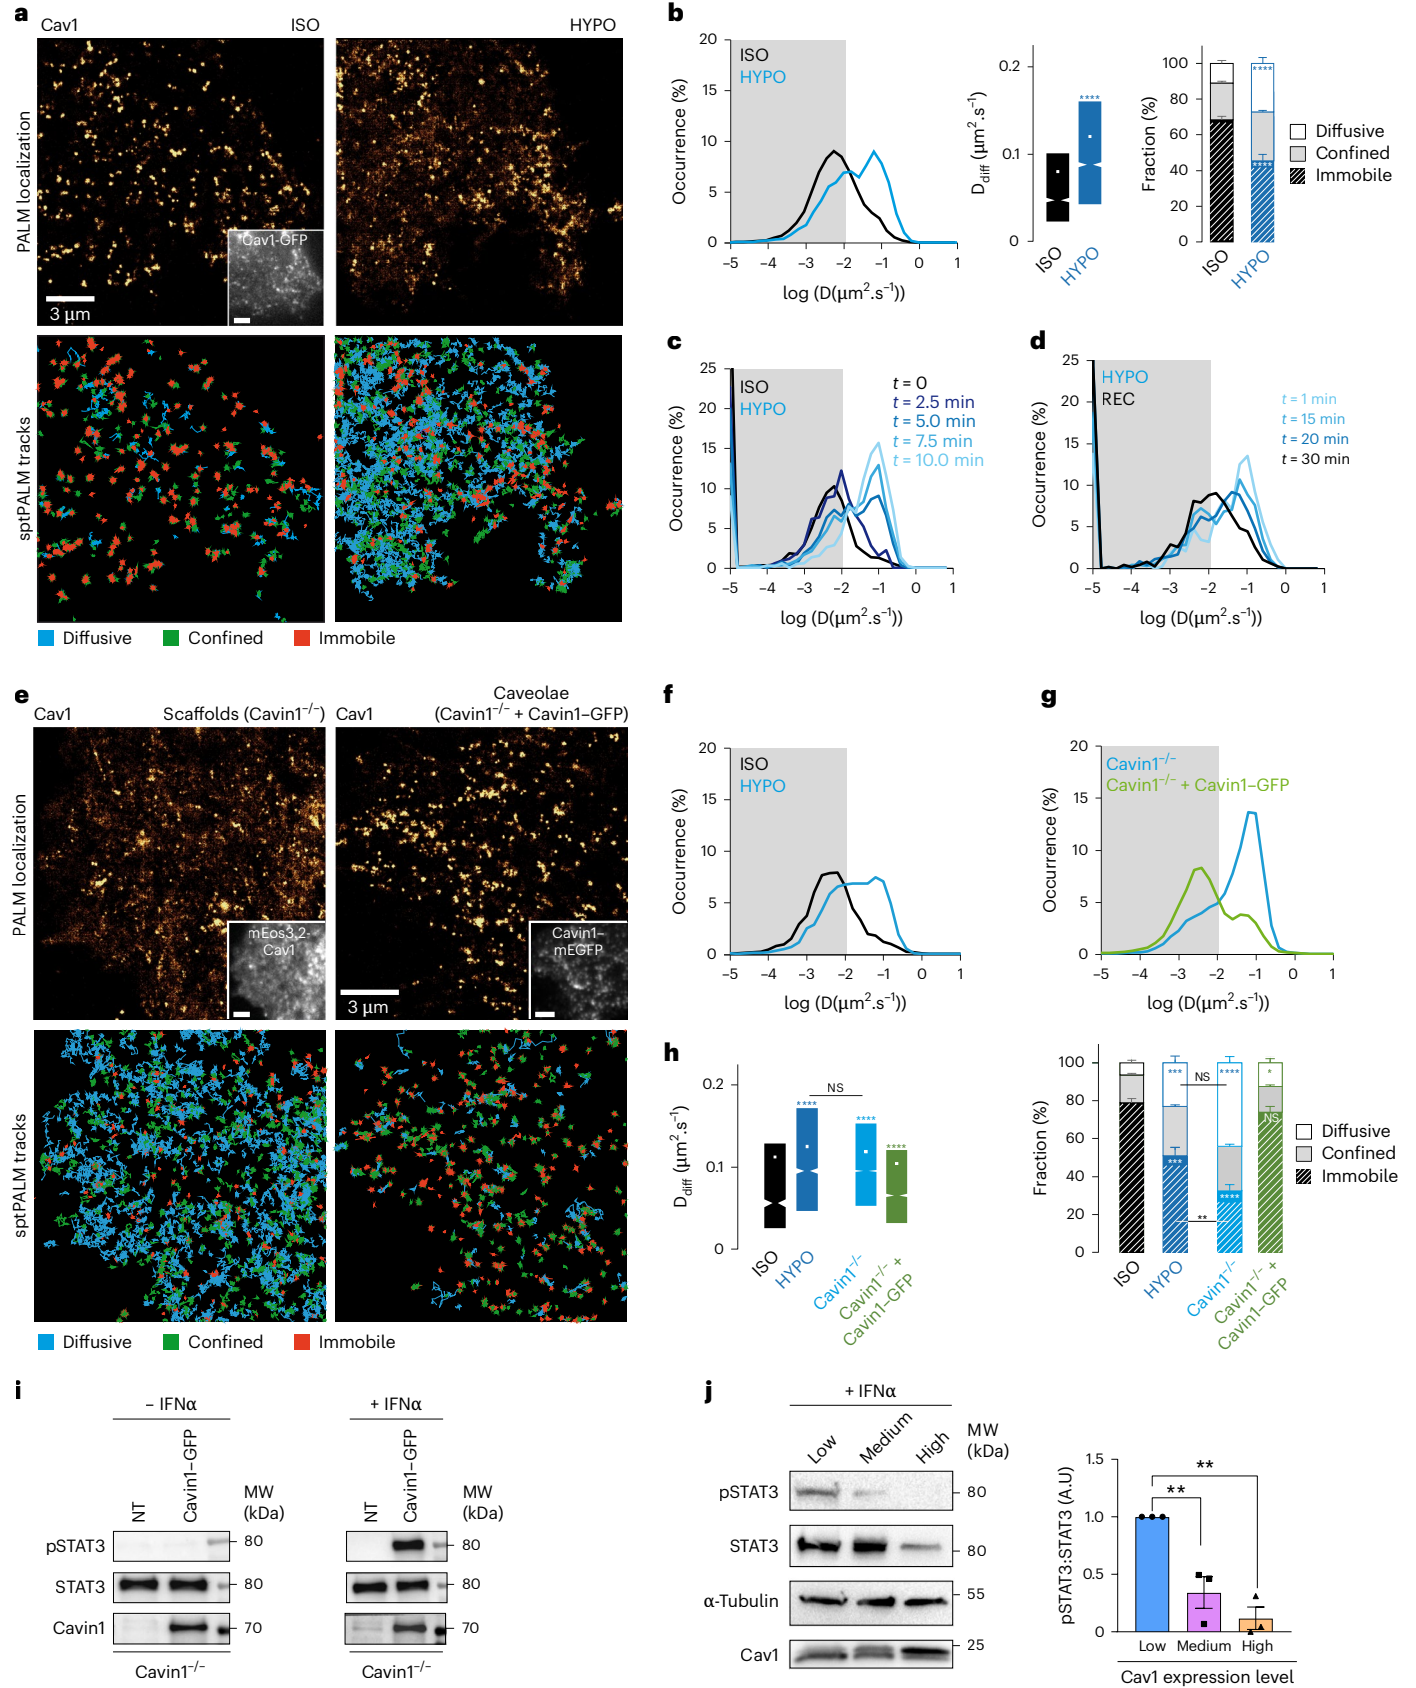 a
Cav1 ISO HYPO
PALM localization
Cav1-GFP
3 µm
sptPALM tracks
Diffusive Confined Immobile
b
20
15
10
5
0
Occurrence (%)
ISO
HYPO
–5 –4 –3 –2 –1 0 1
log (D(µm².s⁻¹))
0.2
0.1
0
D_diff (µm².s⁻¹)
****
ISO
HYPO
100
80
60
40
20
0
Fraction (%)
****
****
ISO
HYPO
Diffusive
Confined
Immobile
c
25
20
15
10
5
0
Occurrence (%)
ISO
HYPO
t = 0
t = 2.5 min
t = 5.0 min
t = 7.5 min
t = 10.0 min
–5 –4 –3 –2 –1 0 1
log (D(µm².s⁻¹))
d
25
20
15
10
5
0
Occurrence (%)
HYPO
REC
t = 1 min
t = 15 min
t = 20 min
t = 30 min
–5 –4 –3 –2 –1 0 1
log (D(µm².s⁻¹))
e
Cav1 Scaffolds (Cavin1⁻/⁻)
Cav1 Caveolae
(Cavin1⁻/⁻ + Cavin1–GFP)
PALM localization
mEos3,2-
Cav1
Cavin1–
mEGFP
3 µm
sptPALM tracks
Diffusive Confined Immobile
f
20
15
10
5
0
Occurrence (%)
ISO
HYPO
–5 –4 –3 –2 –1 0 1
log (D(µm².s⁻¹))
g
20
15
10
5
0
Occurrence (%)
Cavin1⁻/⁻
Cavin1⁻/⁻ + Cavin1–GFP
–5 –4 –3 –2 –1 0 1
log (D(µm².s⁻¹))
h
0.2
0.1
0
D_diff (µm².s⁻¹)
NS
****
****
****
ISO
HYPO
Cavin1⁻/⁻
Cavin1⁻/⁻ +
Cavin1–GFP
100
80
60
40
20
0
Fraction (%)
*** NS **** *
NS
***
** ****
ISO
HYPO
Cavin1⁻/⁻
Cavin1⁻/⁻ +
Cavin1–GFP
Diffusive
Confined
Immobile
i
– IFNα + IFNα
NT
Cavin1–GFP
MW
(kDa)
NT
Cavin1–GFP
MW
(kDa)
pSTAT3 80 80
STAT3 80 80
Cavin1 70 70
Cavin1⁻/⁻ Cavin1⁻/⁻
j
+ IFNα
Low
Medium
High
MW
(kDa)
pSTAT3 80
STAT3 80
α-Tubulin 55
Cav1 25
1.5
1.0
0.5
0
pSTAT3:STAT3 (A.U)
**
**
Low Medium High
Cav1 expression level